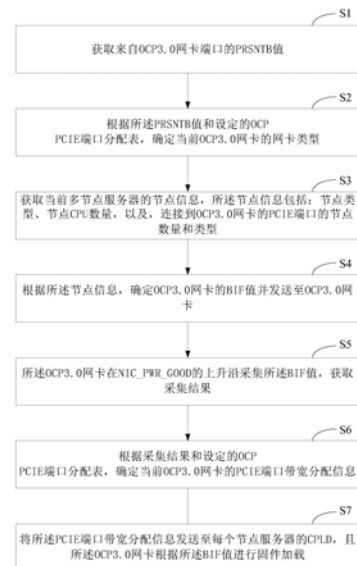 S1
获取来自OCP3.0网卡端口的PRSNTB值
S2
根据所述PRSNTB值和设定的OCP
PCIE端口分配表，确定当前OCP3.0网卡的网卡类型
S3
获取当前多节点服务器的节点信息，所述节点信息包括：节点类
型、节点CPU数量，以及，连接到OCP3.0网卡的PCIE端口的节点
数量和类型
S4
根据所述节点信息，确定OCP3.0网卡的BIF值并发送至OCP3.0网
卡
S5
所述OCP3.0网卡在NIC_PWR_GOOD的上升沿采集所述BIF值，获取
采集结果
S6
根据采集结果和设定的OCP
PCIE端口分配表，确定当前OCP3.0网卡的PCIE端口带宽分配信息
S7
将所述PCIE端口带宽分配信息发送至每个节点服务器的CPLD，且
所述OCP3.0网卡根据所述BIF值进行固件加载